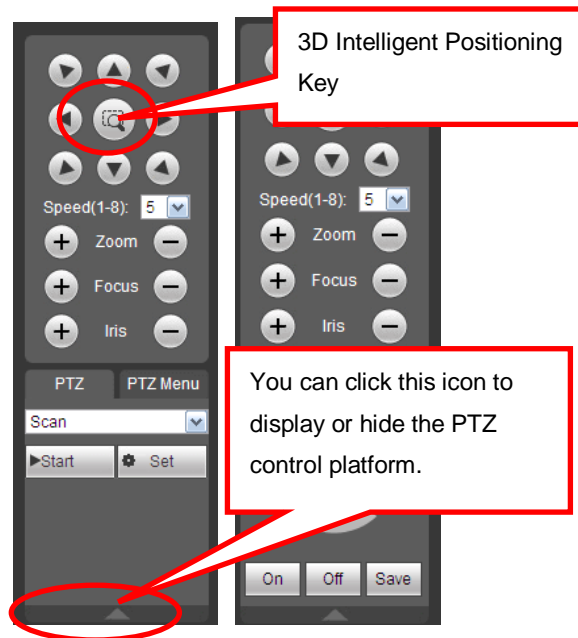 3D Intelligent Positioning
Key
Speed(1-8): 5
Zoom
Focus
Iris
PTZ PTZ Menu
Scan
Start Set
Speed(1-8): 5
Zoom
Focus
Iris
You can click this icon to
display or hide the PTZ
control platform.
On Off Save